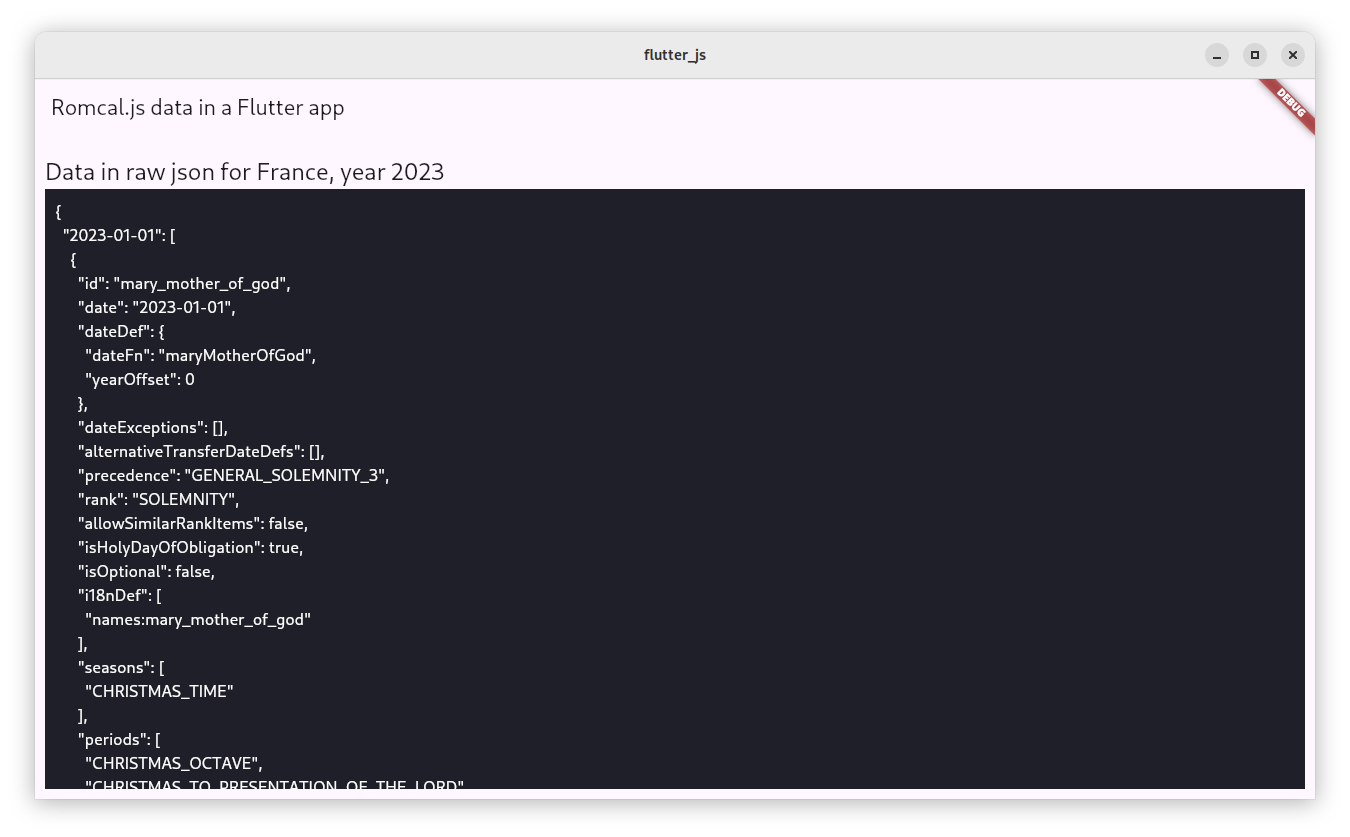 flutter_js
Romcal.js data in a Flutter app
DEBUG
Data in raw json for France, year 2023
{
"2023-01-01": [
{
"id": "mary_mother_of_god",
"date": "2023-01-01",
"dateDef": {
"dateFn": "maryMotherOfGod",
"yearOffset": 0
},
"dateExceptions": [],
"alternativeTransferDateDefs": [],
"precedence": "GENERAL_SOLEMNITY_3",
"rank": "SOLEMNITY",
"allowSimilarRankItems": false,
"isHolyDayOfObligation": true,
"isOptional": false,
"i18nDef": [
"names:mary_mother_of_god"
],
"seasons": [
"CHRISTMAS_TIME"
],
"periods": [
"CHRISTMAS_OCTAVE",
"CHRISTMAS_TO_PRESENTATION_OF_THE_LORD"